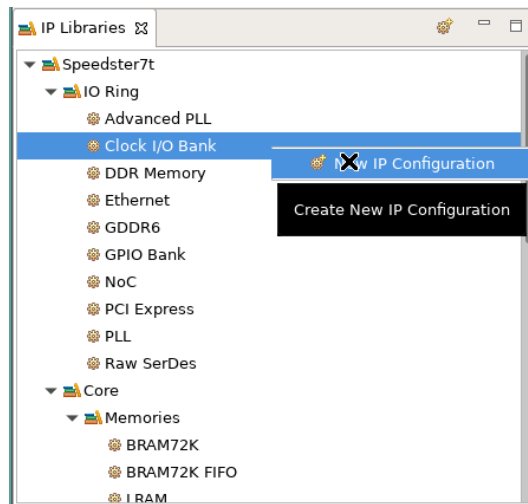 IP Libraries
Speedster7t
IO Ring
Advanced PLL
Clock I/O Bank
New IP Configuration
DDR Memory
Create New IP Configuration
Ethernet
GDDR6
GPIO Bank
NoC
PCI Express
PLL
Raw SerDes
Core
Memories
BRAM72K
BRAM72K FIFO
LRAM